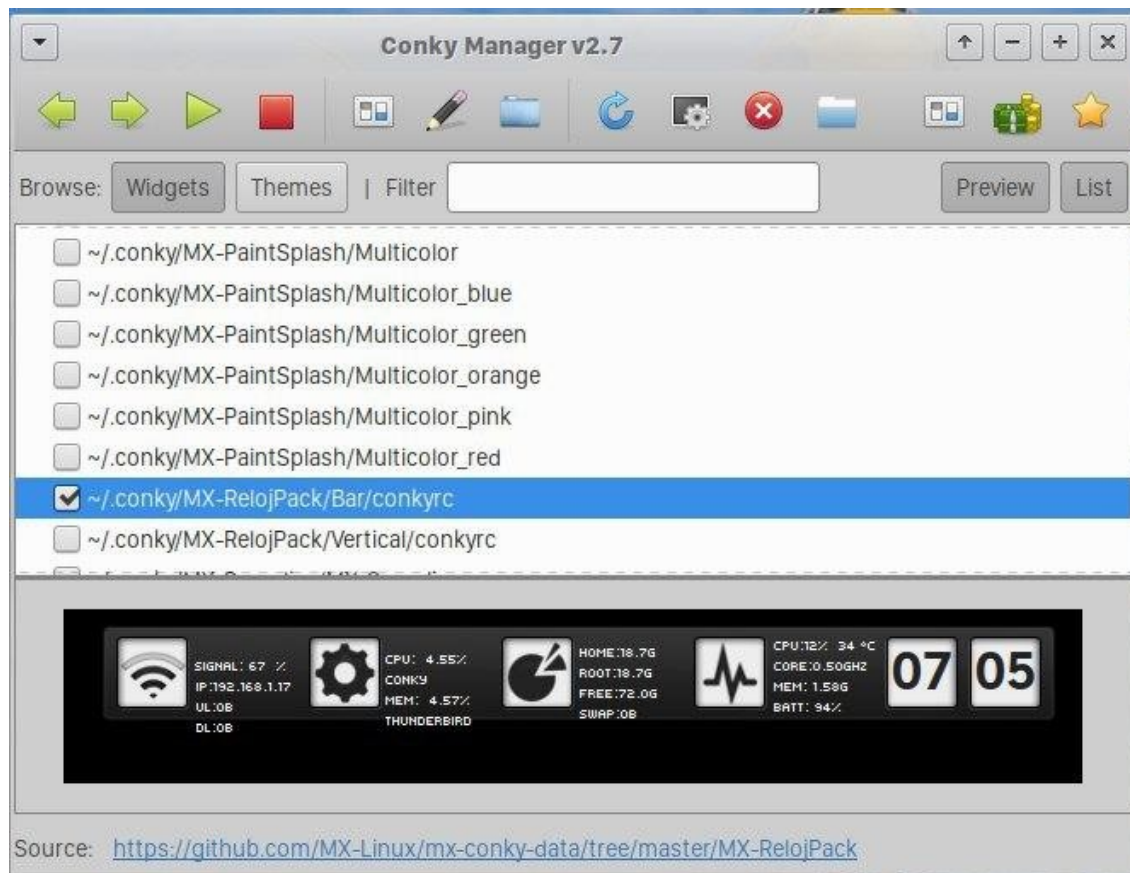 Conky Manager v2.7
Browse: Widgets Themes | Filter Preview List
~/.conky/MX-PaintSplash/Multicolor
~/.conky/MX-PaintSplash/Multicolor_blue
~/.conky/MX-PaintSplash/Multicolor_green
~/.conky/MX-PaintSplash/Multicolor_orange
~/.conky/MX-PaintSplash/Multicolor_pink
~/.conky/MX-PaintSplash/Multicolor_red
~/.conky/MX-RelojPack/Bar/conkyrc
~/.conky/MX-RelojPack/Vertical/conkyrc
SIGNAL: 67 %
IP:192.168.1.17
UL:0B
DL:0B
CPU: 4.55%
CONKY
MEM: 4.57%
THUNDERBIRD
HOME:18.7G
ROOT:18.7G
FREE:72.0G
SWAP:0B
CPU:12% 34 °C
CORE:0.50GHZ
MEM: 1.58G
BATT: 94%
07 05
Source: https://github.com/MX-Linux/mx-conky-data/tree/master/MX-RelojPack